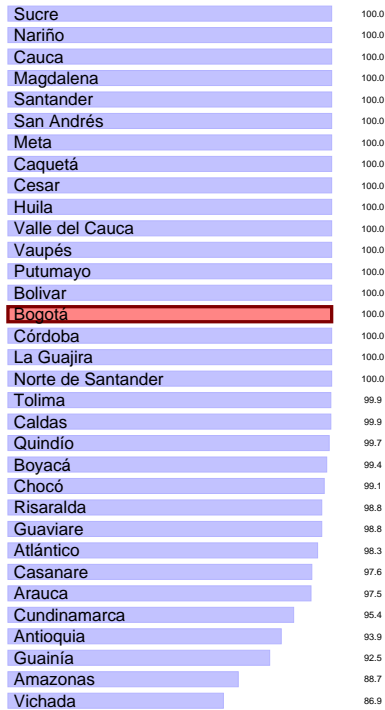 Sucre 100.0
Nariño 100.0
Cauca 100.0
Magdalena 100.0
Santander 100.0
San Andrés 100.0
Meta 100.0
Caquetá 100.0
Cesar 100.0
Huila 100.0
Valle del Cauca 100.0
Vaupés 100.0
Putumayo 100.0
Bolivar 100.0
Bogotá 100.0
Córdoba 100.0
La Guajira 100.0
Norte de Santander 100.0
Tolima 99.9
Caldas 99.9
Quindío 99.7
Boyacá 99.4
Chocó 99.1
Risaralda 98.8
Guaviare 98.8
Atlántico 98.3
Casanare 97.6
Arauca 97.5
Cundinamarca 95.4
Antioquia 93.9
Guainía 92.5
Amazonas 88.7
Vichada 86.9